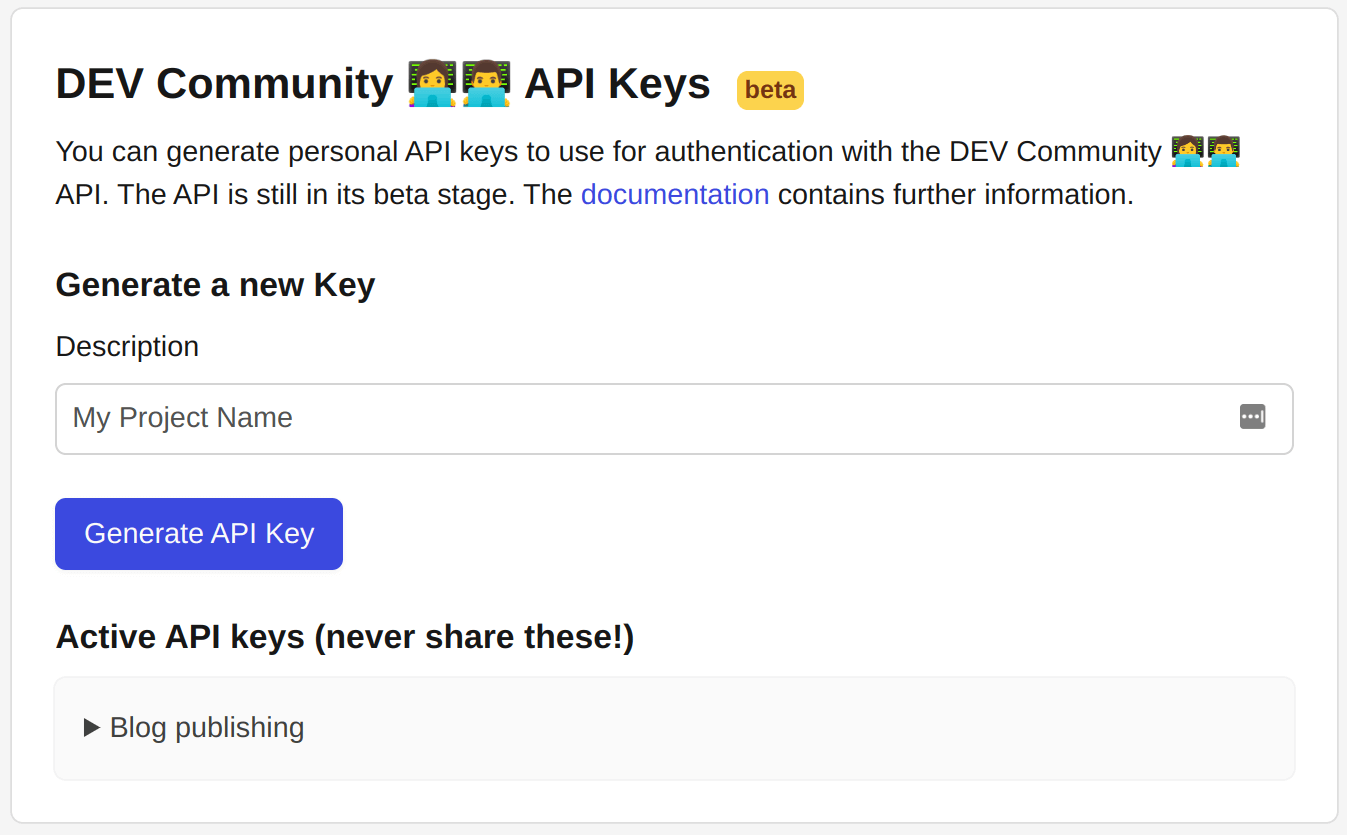 DEV Community 👩‍💻👨‍💻 API Keys beta
You can generate personal API keys to use for authentication with the DEV Community 👩‍💻👨‍💻
API. The API is still in its beta stage. The documentation contains further information.
Generate a new Key
Description
My Project Name
Generate API Key
Active API keys (never share these!)
Blog publishing